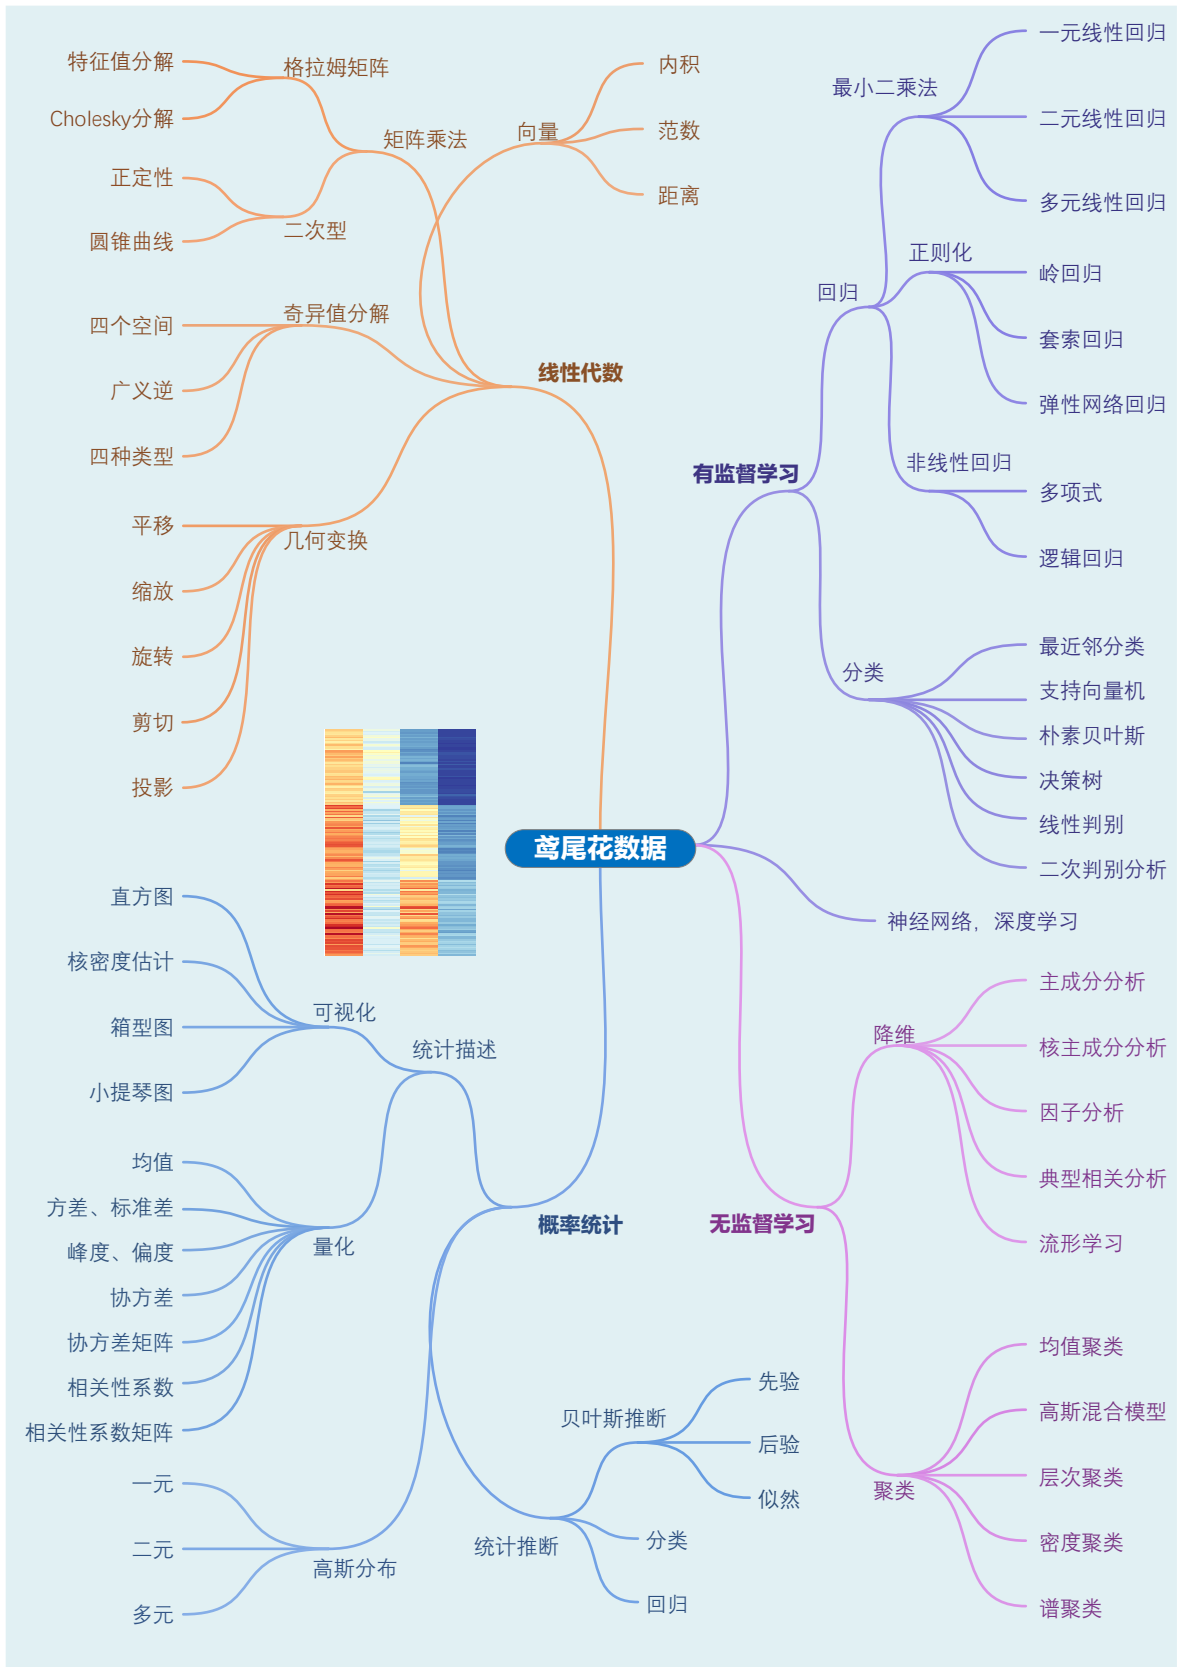 鸢尾花数据
线性代数
向量
内积
范数
距离
矩阵乘法
格拉姆矩阵
特征值分解
Cholesky分解
二次型
正定性
圆锥曲线
奇异值分解
四个空间
广义逆
四种类型
几何变换
平移
缩放
旋转
剪切
投影
概率统计
统计描述
可视化
直方图
核密度估计
箱型图
小提琴图
量化
均值
方差、标准差
峰度、偏度
协方差
协方差矩阵
相关性系数
相关性系数矩阵
高斯分布
一元
二元
多元
统计推断
贝叶斯推断
先验
后验
似然
分类
回归
有监督学习
回归
最小二乘法
一元线性回归
二元线性回归
多元线性回归
正则化
岭回归
套索回归
弹性网络回归
非线性回归
多项式
逻辑回归
分类
最近邻分类
支持向量机
朴素贝叶斯
决策树
线性判别
二次判别分析
神经网络，深度学习
无监督学习
降维
主成分分析
核主成分分析
因子分析
典型相关分析
流形学习
聚类
均值聚类
高斯混合模型
层次聚类
密度聚类
谱聚类